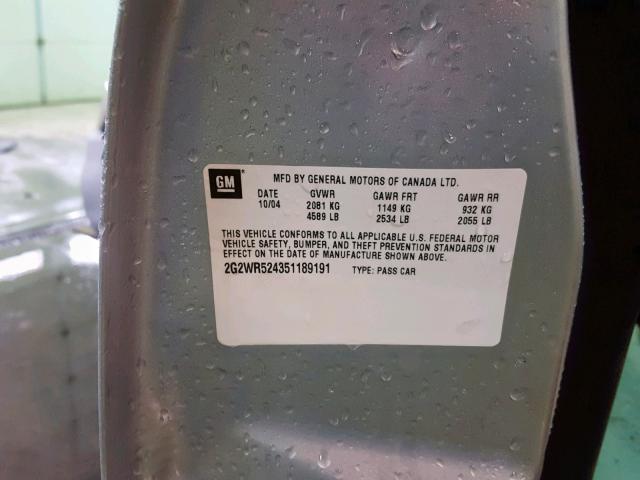 GM
MFD BY GENERAL MOTORS OF CANADA LTD.
DATE GVWR GAWR FRT GAWR RR
10/04 2081 KG 1149 KG 932 KG
4589 LB 2534 LB 2055 LB
THIS VEHICLE CONFORMS TO ALL APPLICABLE U.S. FEDERAL MOTOR
VEHICLE SAFETY, BUMPER, AND THEFT PREVENTION STANDARDS IN
EFFECT ON THE DATE OF MANUFACTURE SHOWN ABOVE.
2G2WR524351189191 TYPE: PASS CAR